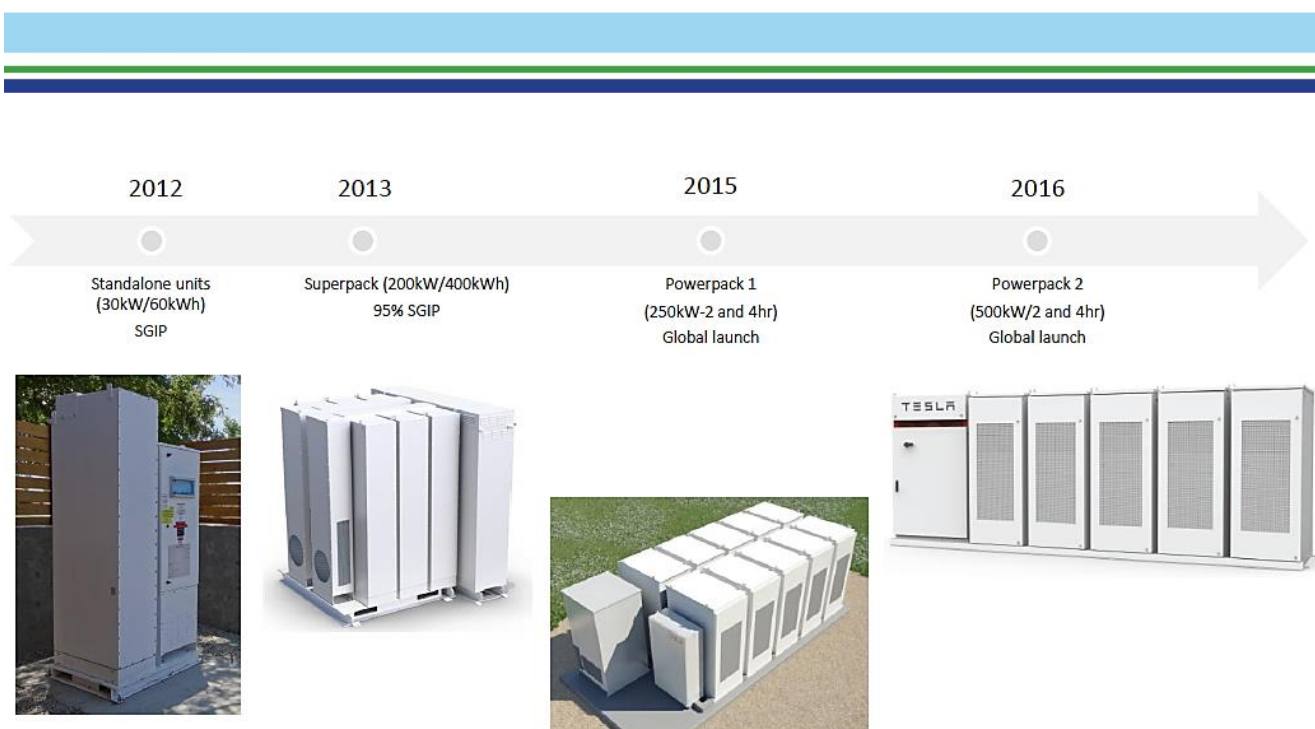 2012
2013
2015
2016
Standalone units
(30kW/60kWh)
SGIP
Superpack (200kW/400kWh)
95% SGIP
Powerpack 1
(250kW-2 and 4hr)
Global launch
Powerpack 2
(500kW/2 and 4hr)
Global launch
TESLA